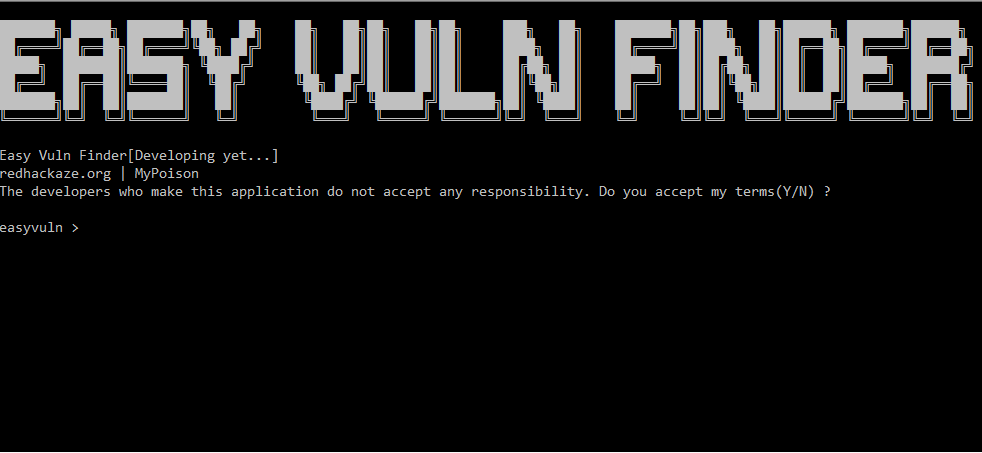 EASY VULN FINDER
Easy Vuln Finder[Developing yet...]
redhackaze.org | MyPoison
The developers who make this application do not accept any responsibility. Do you accept my terms(Y/N) ?
easyvuln >